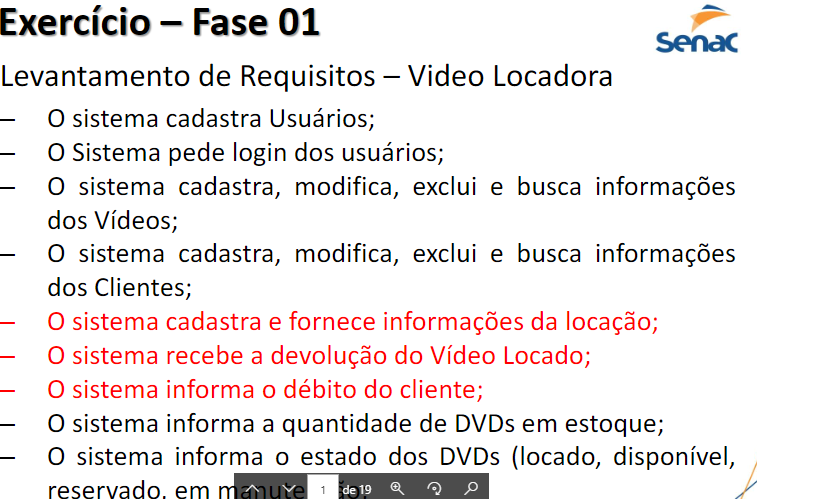 Exercício – Fase 01
Senac
Levantamento de Requisitos – Video Locadora
– O sistema cadastra Usuários;
– O Sistema pede login dos usuários;
– O sistema cadastra, modifica, exclui e busca informações
dos Vídeos;
– O sistema cadastra, modifica, exclui e busca informações
dos Clientes;
– O sistema cadastra e fornece informações da locação;
– O sistema recebe a devolução do Vídeo Locado;
– O sistema informa o débito do cliente;
– O sistema informa a quantidade de DVDs em estoque;
– O sistema informa o estado dos DVDs (locado, disponível,
reservado, em
1 de 19